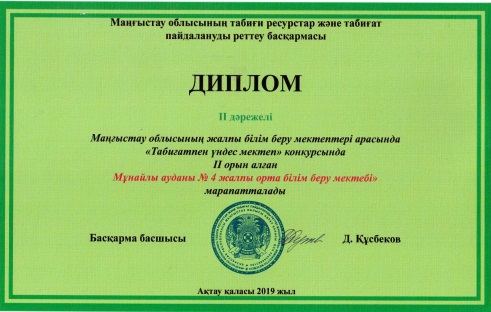 Маңғыстау облысының табиғи ресурстар және табиғат
пайдалануды реттеу басқармасы
ДИПЛОМ
II дәрежелі
Маңғыстау облысының жалпы білім беру мектептері арасында
«Табиғатпен үндес мектеп» конкурсында
II орын алған
Мұнайлы ауданы № 4 жалпы орта білім беру мектебі»
марапатталады
Басқарма басшысы
Д. Құсбеков
Ақтау қаласы 2019 жыл